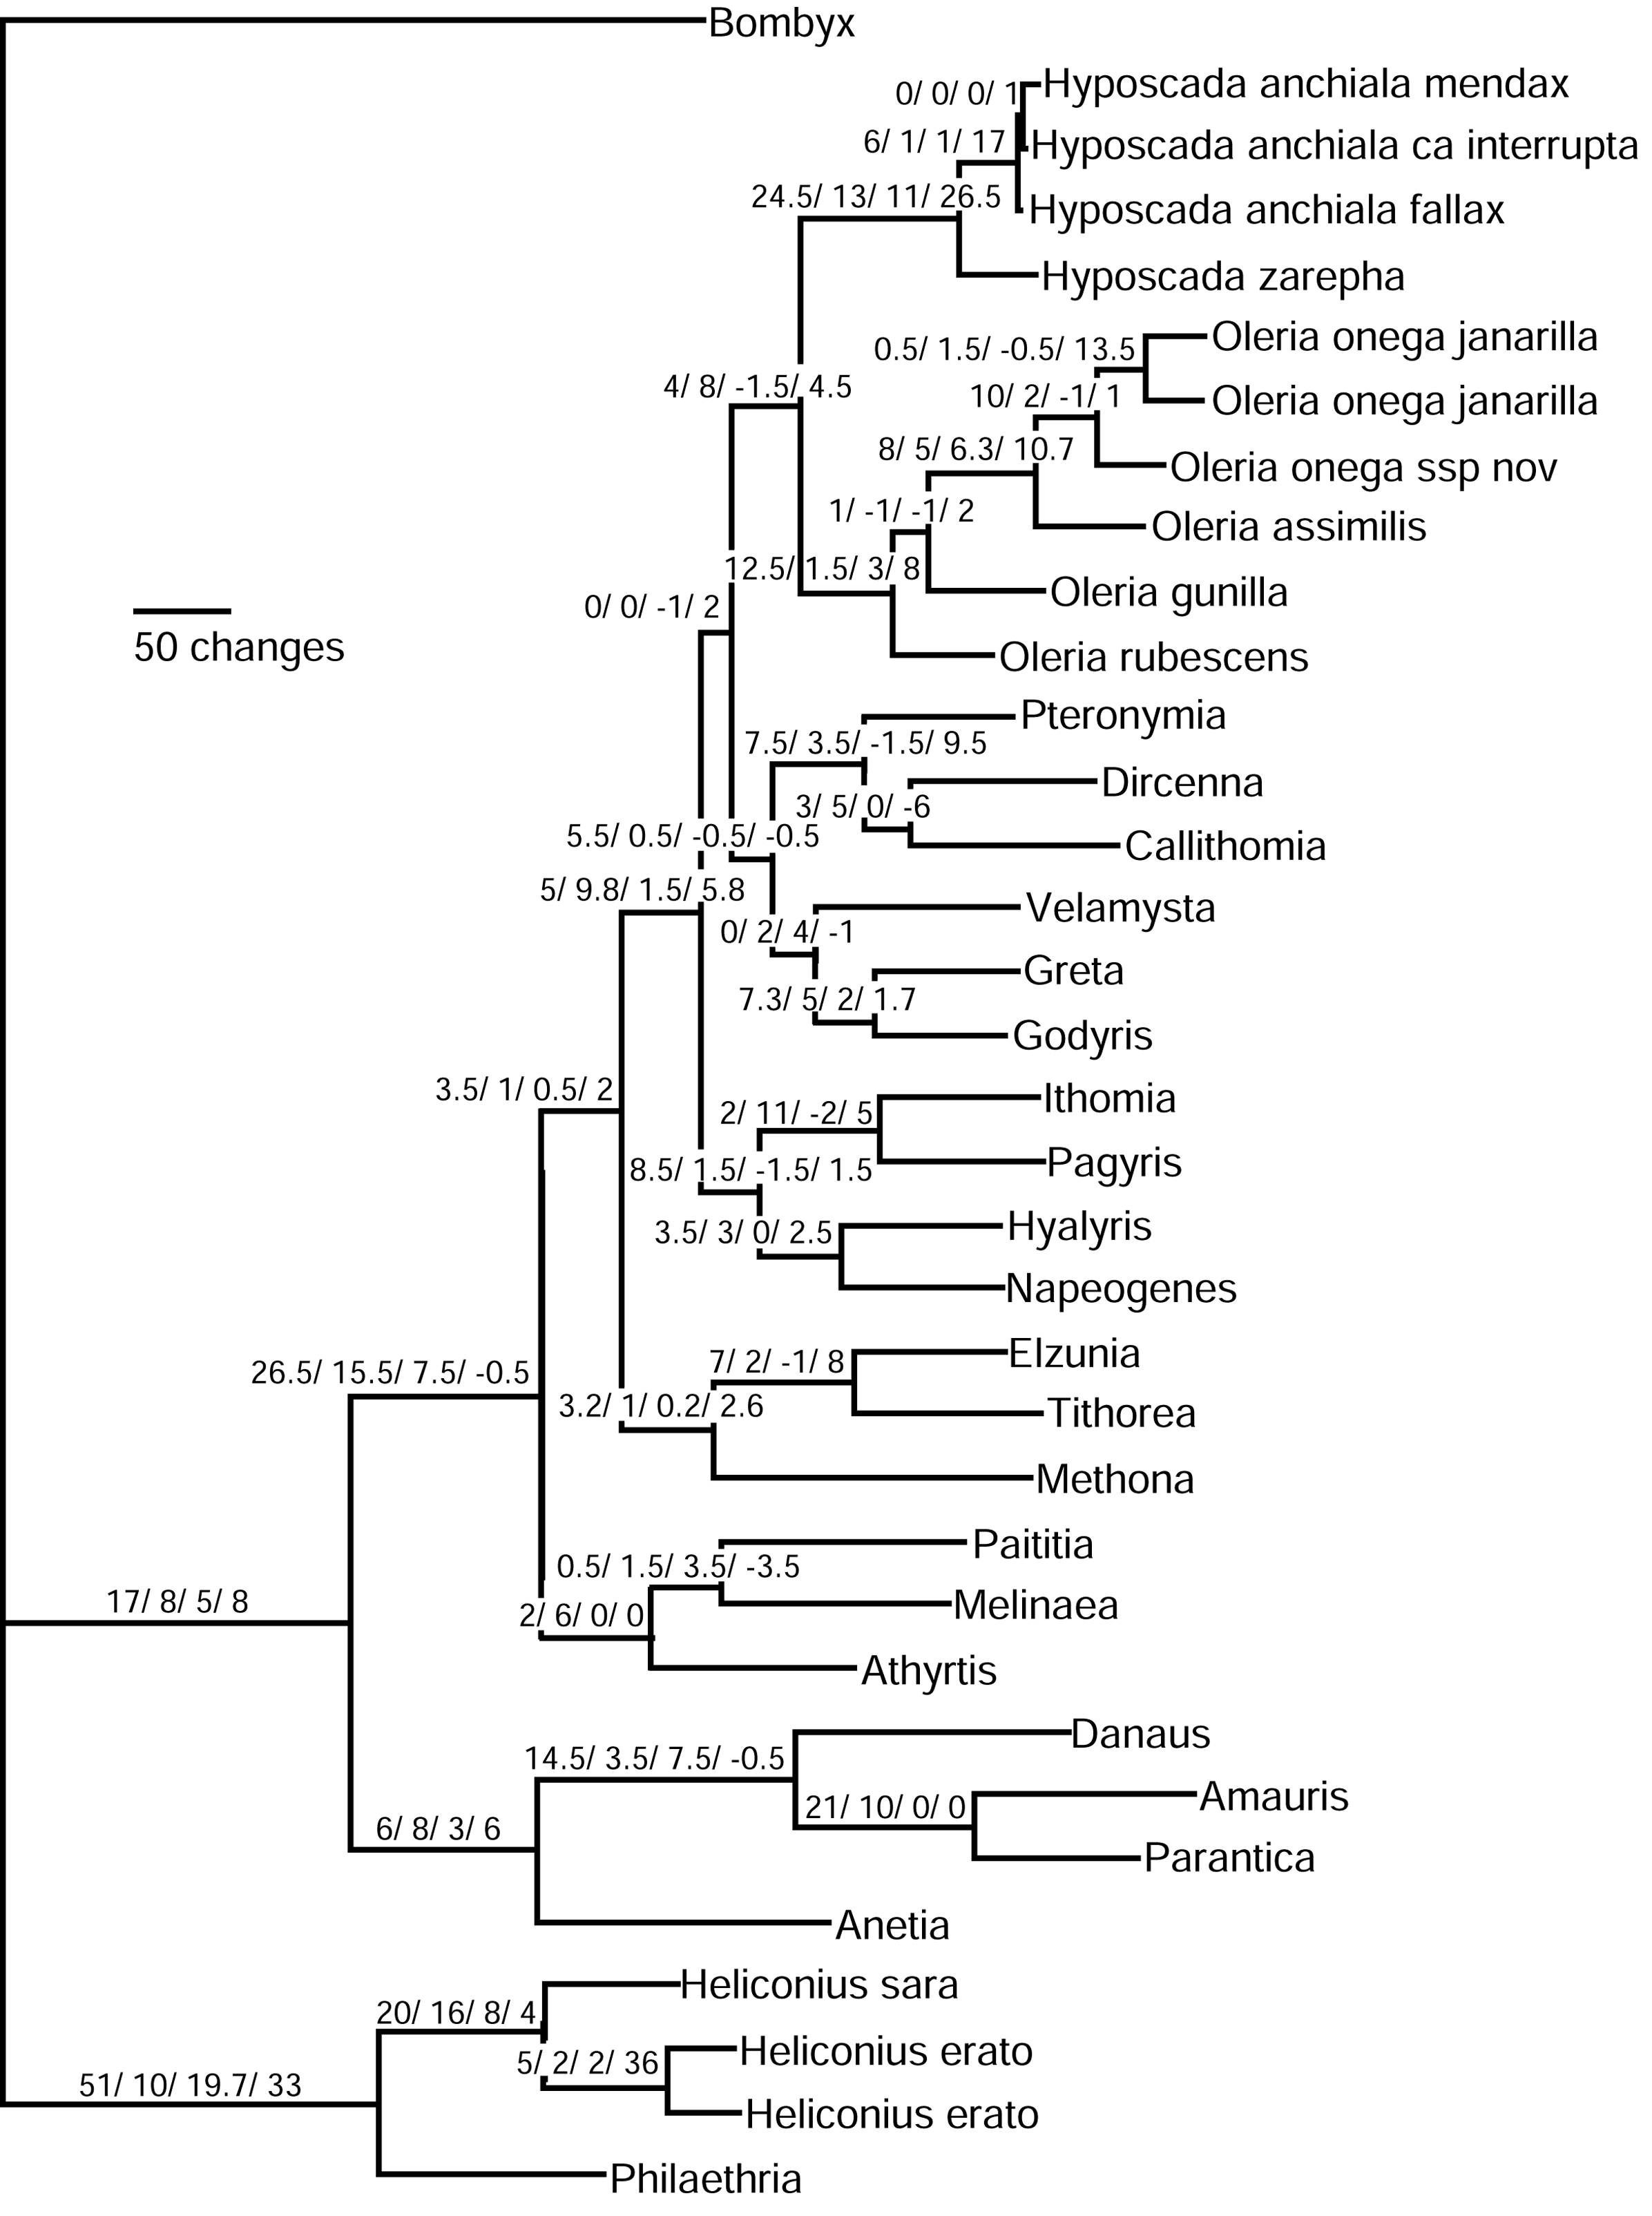 Bombyx
Hyposcada anchiala mendax
0/ 0/ 0/ 1
6/ 1/ 1/ 17
Hyposcada anchiala ca interrupta
24.5/ 13/ 11/ 26.5
Hyposcada anchiala fallax
Hyposcada zarepha
Oleria onega janarilla
0.5/ 1.5/ -0.5/ 13.5
4/ 8/ -1.5/ 4.5
10/ 2/ -1/ 1
Oleria onega janarilla
8/ 5/ 6.3/ 10.7
Oleria onega ssp nov
1/ -1/ -1/ 2
Oleria assimilis
12.5/ 1.5/ 3/ 8
Oleria gunilla
0/ 0/ -1/ 2
50 changes
Oleria rubescens
Pteronymia
7.5/ 3.5/ -1.5/ 9.5
Dircenna
3/ 5/ 0/ -6
5.5/ 0.5/ -0.5/ -0.5
Callithomia
5/ 9.8/ 1.5/ 5.8
Velamysta
0/ 2/ 4/ -1
Greta
7.3/ 5/ 2/ 1.7
Godyris
3.5/ 1/ 0.5/ 2
Ithomia
2/ 11/ -2/ 5
Pagyris
8.5/ 1.5/ -1.5/ 1.5
Hyalyris
3.5/ 3/ 0/ 2.5
Napeogenes
Elzunia
7/ 2/ -1/ 8
26.5/ 15.5/ 7.5/ -0.5
3.2/ 1/ 0.2/ 2.6
Tithorea
Methona
Paititia
0.5/ 1.5/ 3.5/ -3.5
17/ 8/ 5/ 8
Melinaea
2/ 6/ 0/ 0
Athyrtis
Danaus
14.5/ 3.5/ 7.5/ -0.5
Amauris
21/ 10/ 0/ 0
6/ 8/ 3/ 6
Parantica
Anetia
Heliconius sara
20/ 16/ 8/ 4
Heliconius erato
5/ 2/ 2/ 36
51/ 10/ 19.7/ 33
Heliconius erato
Philaethria